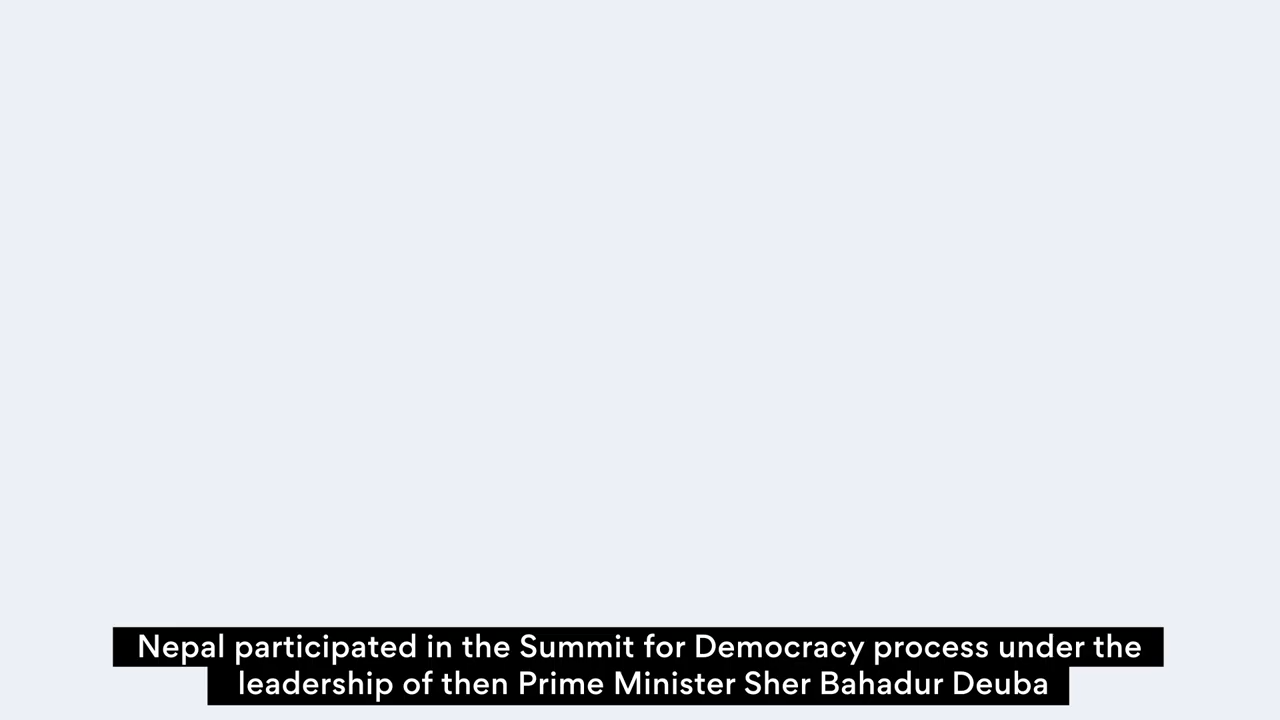 Nepal participated in the Summit for Democracy process under the
leadership of then Prime Minister Sher Bahadur Deuba